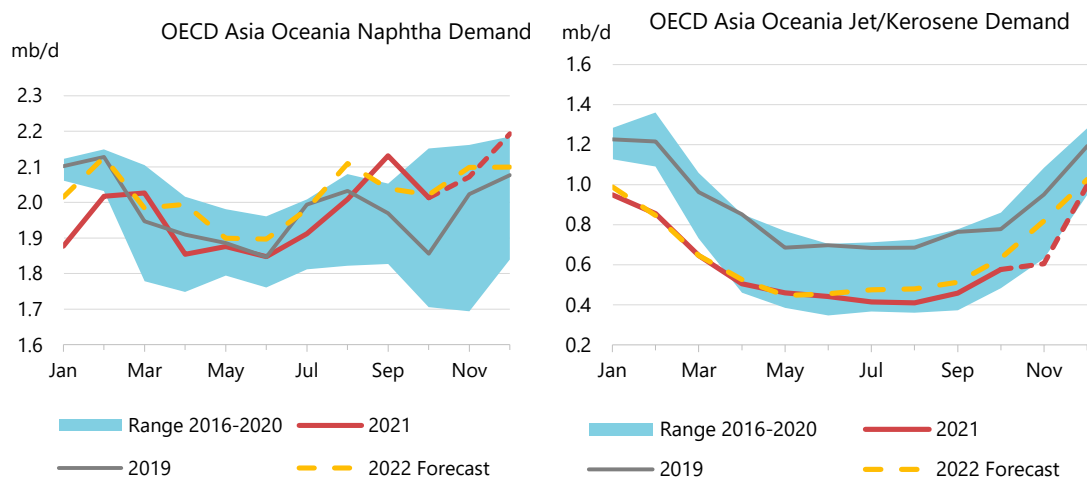 OECD Asia Oceania Naphtha Demand
mb/d
2.3
2.2
2.1
2.0
1.9
1.8
1.7
1.6
Jan Mar May Jul Sep Nov
Range 2016-2020 2021
2019 2022 Forecast
OECD Asia Oceania Jet/Kerosene Demand
mb/d
1.6
1.4
1.2
1.0
0.8
0.6
0.4
0.2
Jan Mar May Jul Sep Nov
Range 2016-2020 2021
2019 2022 Forecast